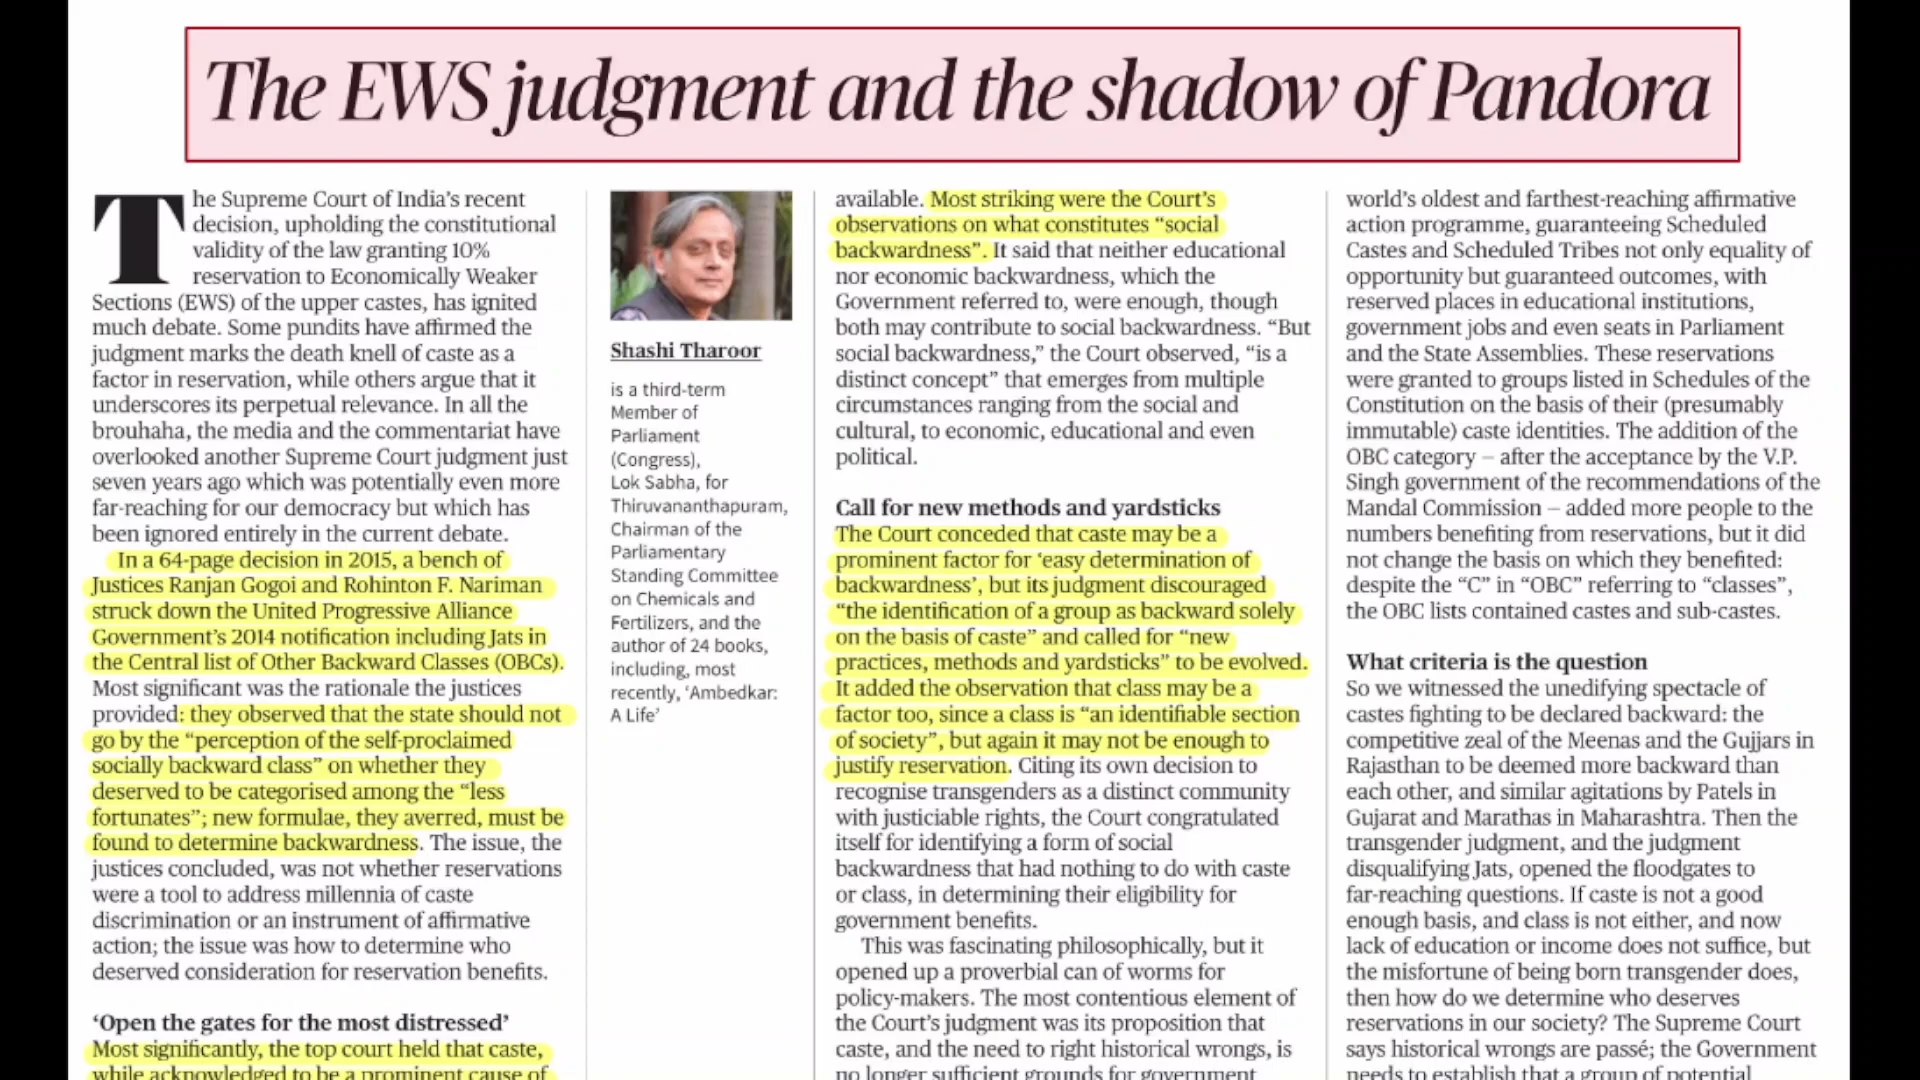 The EWS judgment and the shadow of Pandora
The Supreme Court of India's recent
decision, upholding the constitutional
validity of the law granting 10%
reservation to Economically Weaker
Sections (EWS) of the upper castes, has ignited
much debate. Some pundits have affirmed the
judgment marks the death knell of caste as a
factor in reservation, while others argue that it
underscores its perpetual relevance. In all the
brouhaha, the media and the commentariat have
overlooked another Supreme Court judgment just
seven years ago which was potentially even more
far-reaching for our democracy but which has
been ignored entirely in the current debate.
In a 64-page decision in 2015, a bench of
Justices Ranjan Gogoi and Rohinton F. Nariman
struck down the United Progressive Alliance
Government's 2014 notification including Jats in
the Central list of Other Backward Classes (OBCs).
Most significant was the rationale the justices
provided: they observed that the state should not
go by the “perception of the self-proclaimed
socially backward class” on whether they
deserved to be categorised among the “less
fortunates”; new formulae, they averred, must be
found to determine backwardness. The issue, the
justices concluded, was not whether reservations
were a tool to address millennia of caste
discrimination or an instrument of affirmative
action; the issue was how to determine who
deserved consideration for reservation benefits.
‘Open the gates for the most distressed’
Most significantly, the top court held that caste,
while acknowledged to be a prominent cause of
Shashi Tharoor
is a third-term
Member of
Parliament
(Congress),
Lok Sabha, for
Thiruvananthapuram,
Chairman of the
Parliamentary
Standing Committee
on Chemicals and
Fertilizers, and the
author of 24 books,
including, most
recently, ‘Ambedkar:
A Life’
available. Most striking were the Court's
observations on what constitutes “social
backwardness”. It said that neither educational
nor economic backwardness, which the
Government referred to, were enough, though
both may contribute to social backwardness. “But
social backwardness,” the Court observed, “is a
distinct concept” that emerges from multiple
circumstances ranging from the social and
cultural, to economic, educational and even
political.
Call for new methods and yardsticks
The Court conceded that caste may be a
prominent factor for ‘easy determination of
backwardness’, but its judgment discouraged
“the identification of a group as backward solely
on the basis of caste” and called for “new
practices, methods and yardsticks” to be evolved.
It added the observation that class may be a
factor too, since a class is “an identifiable section
of society”, but again it may not be enough to
justify reservation. Citing its own decision to
recognise transgenders as a distinct community
with justiciable rights, the Court congratulated
itself for identifying a form of social
backwardness that had nothing to do with caste
or class, in determining their eligibility for
government benefits.
This was fascinating philosophically, but it
opened up a proverbial can of worms for
policy-makers. The most contentious element of
the Court's judgment was its proposition that
caste, and the need to right historical wrongs, is
no longer sufficient grounds for government
world's oldest and farthest-reaching affirmative
action programme, guaranteeing Scheduled
Castes and Scheduled Tribes not only equality of
opportunity but guaranteed outcomes, with
reserved places in educational institutions,
government jobs and even seats in Parliament
and the State Assemblies. These reservations
were granted to groups listed in Schedules of the
Constitution on the basis of their (presumably
immutable) caste identities. The addition of the
OBC category – after the acceptance by the V.P.
Singh government of the recommendations of the
Mandal Commission – added more people to the
numbers benefiting from reservations, but it did
not change the basis on which they benefited:
despite the “C” in “OBC” referring to “classes”,
the OBC lists contained castes and sub-castes.
What criteria is the question
So we witnessed the unedifying spectacle of
castes fighting to be declared backward: the
competitive zeal of the Meenas and the Gujjars in
Rajasthan to be deemed more backward than
each other, and similar agitations by Patels in
Gujarat and Marathas in Maharashtra. Then the
transgender judgment, and the judgment
disqualifying Jats, opened the floodgates to
far-reaching questions. If caste is not a good
enough basis, and class is not either, and now
lack of education or income does not suffice, but
the misfortune of being born transgender does,
then how do we determine who deserves
reservations in our society? The Supreme Court
says historical wrongs are passé; the Government
needs to establish that a group of potential